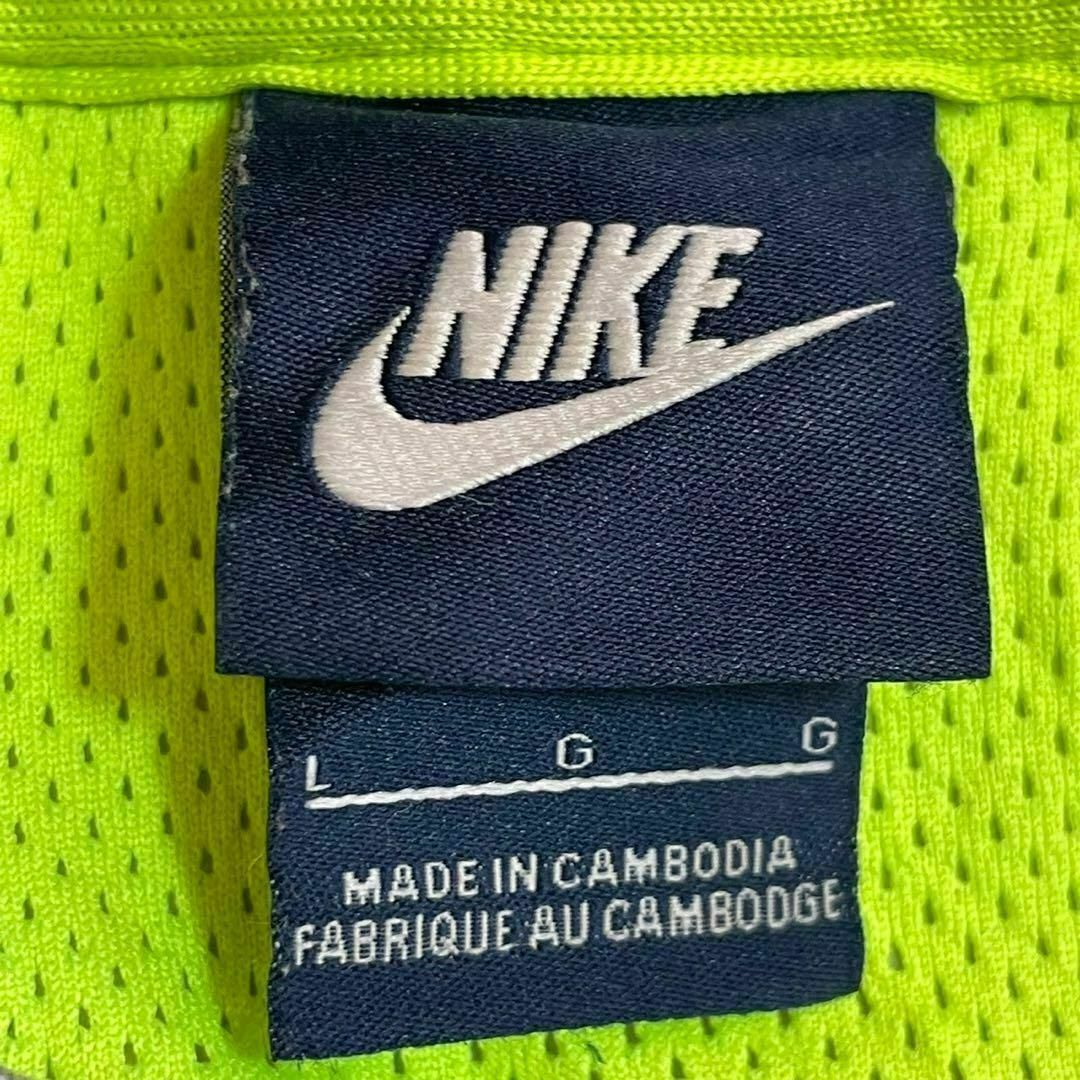 NIKE
L G G
MADE IN CAMBODIA
FABRIQUE AU CAMBODGE